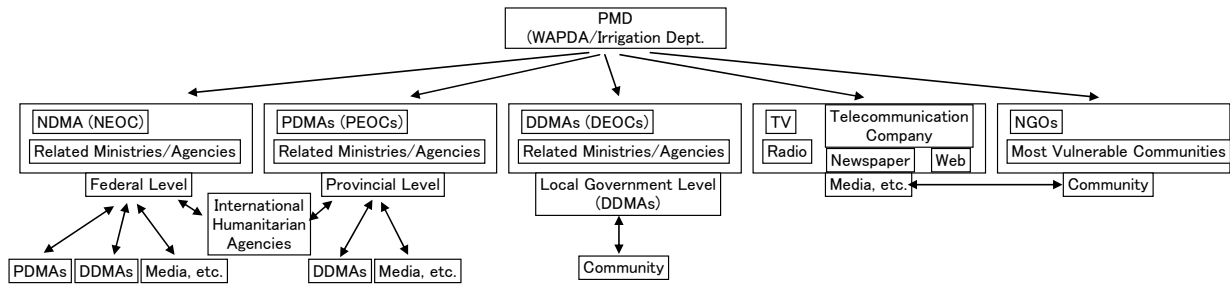 PMD
(WAPDA/Irrigation Dept.
NDMA (NEOC)
Related Ministries/Agencies
Federal Level
PDMAs (PEOCs)
Related Ministries/Agencies
Provincial Level
DDMAs (DEOCs)
Related Ministries/Agencies
Local Government Level
(DDMAs)
TV
Telecommunication
Company
Radio
Newspaper
Web
Media, etc.
NGOs
Most Vulnerable Communities
Community
International
Humanitarian
Agencies
PDMAs
DDMAs
Media, etc.
DDMAs
Media, etc.
Community